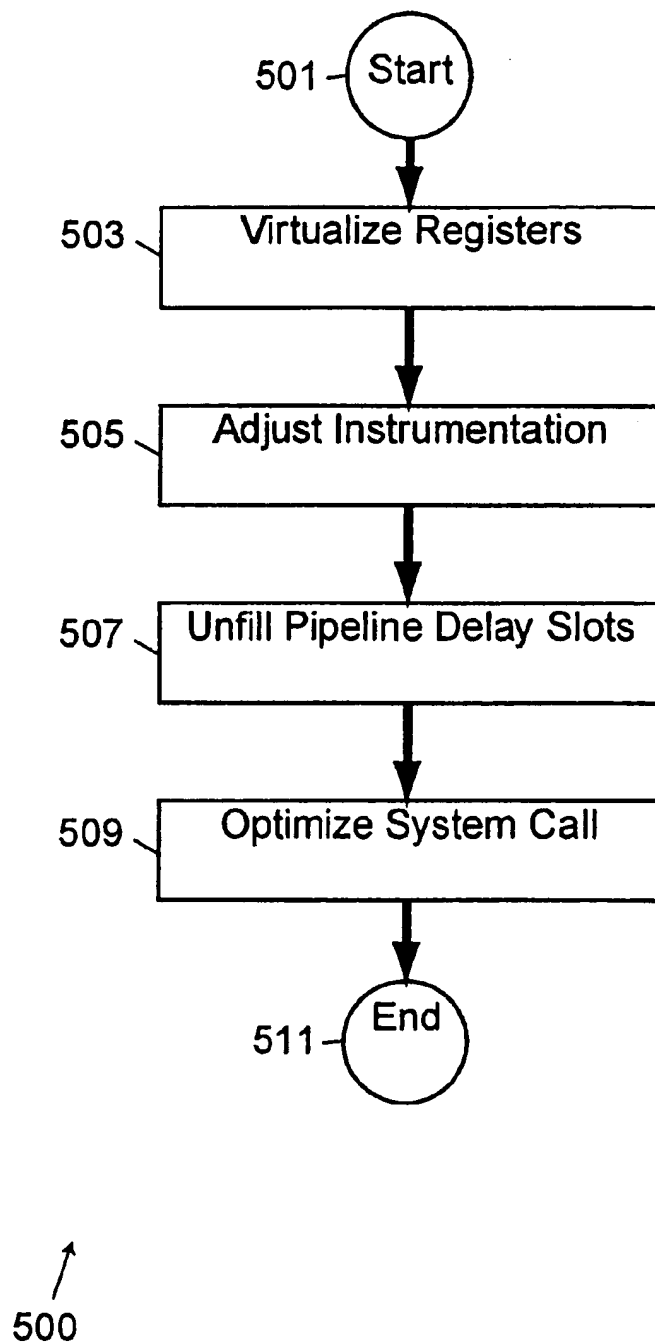 501 Start
503 Virtualize Registers
505 Adjust Instrumentation
507 Unfill Pipeline Delay Slots
509 Optimize System Call
511 End
500